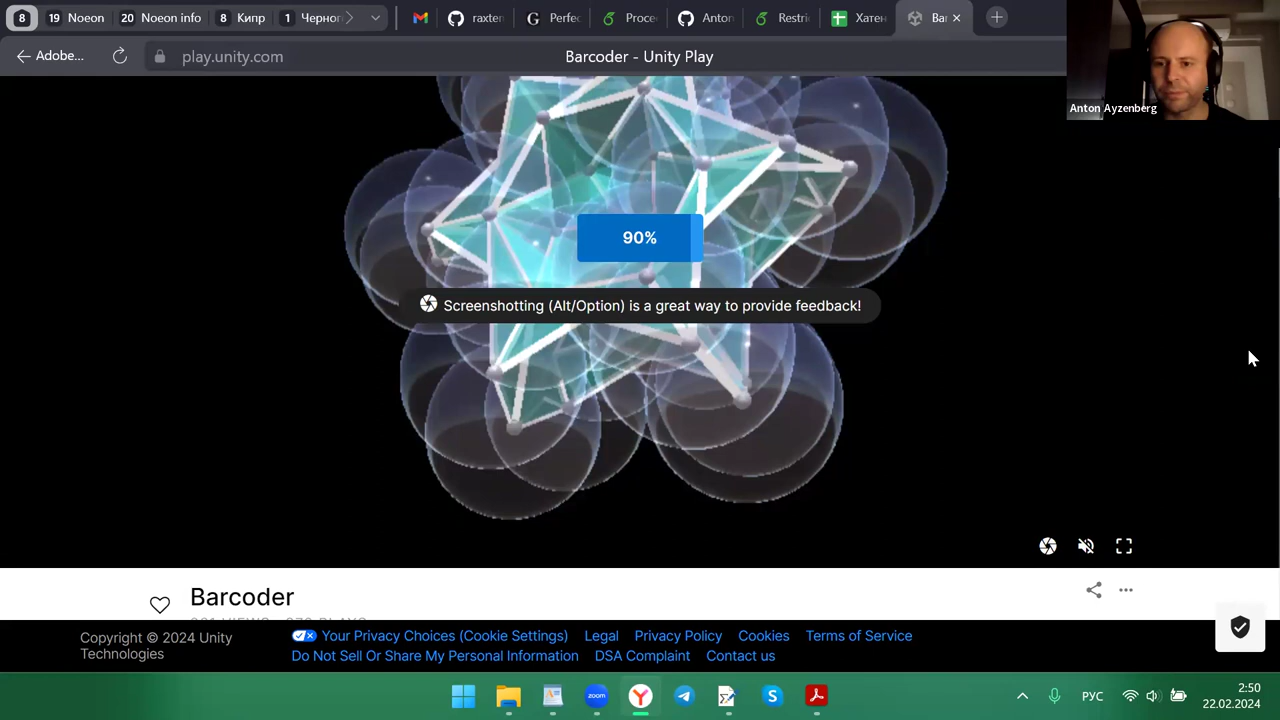 8
19 Noeon
20 Noeon info
8 Кипр
1 Черног
raxten
Perfec
Proce
Anton
Restri
Хатен
Bar
Adobe...
play.unity.com
Barcoder - Unity Play
Anton Ayzenberg
90%
Screenshotting (Alt/Option) is a great way to provide feedback!
Barcoder
Copyright © 2024 Unity
Technologies
Your Privacy Choices (Cookie Settings)
Legal
Privacy Policy
Cookies
Terms of Service
Do Not Sell Or Share My Personal Information
DSA Complaint
Contact us
zoom
РУС
2:50
22.02.2024